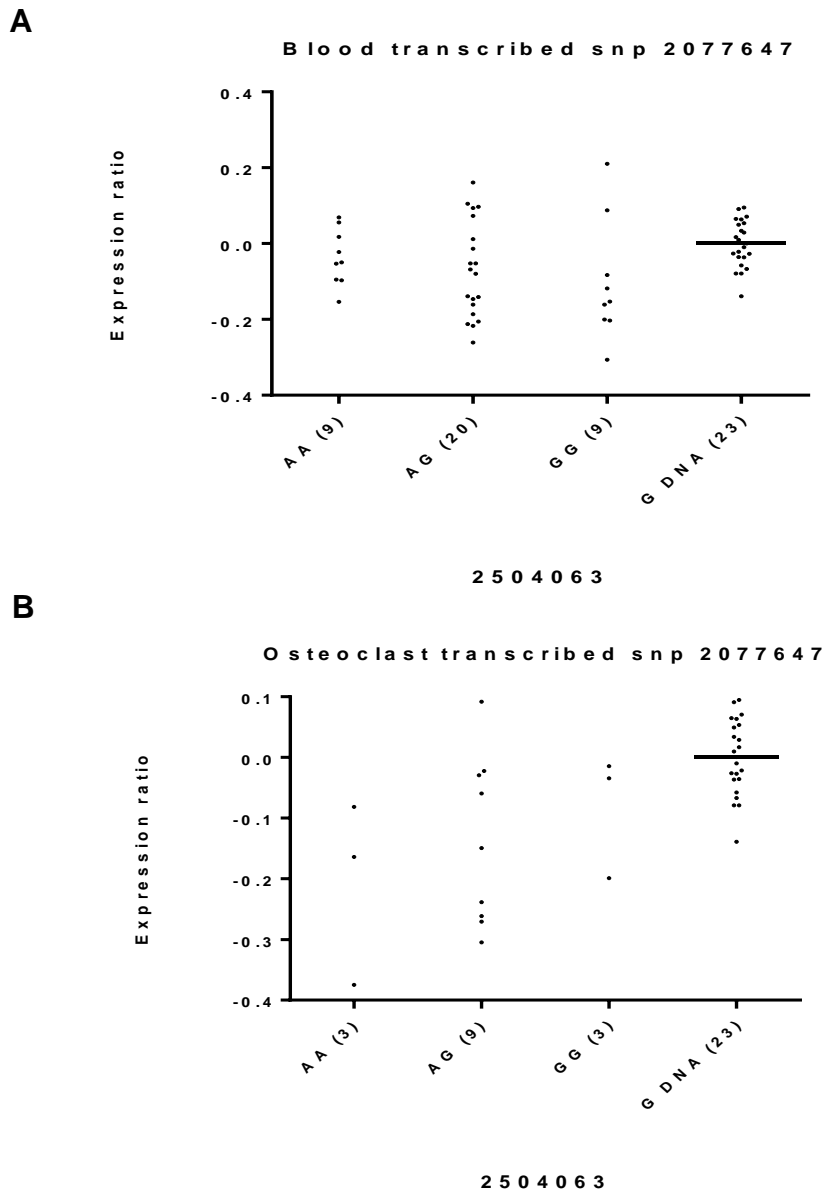 A
Blood transcribed snp 2077647
Expression ratio
0.4
0.2
0.0
-0.2
-0.4
AA (9)
AG (20)
GG (9)
G DNA (23)
2504063
B
Osteoclast transcribed snp 2077647
Expression ratio
0.1
0.0
-0.1
-0.2
-0.3
-0.4
AA (3)
AG (9)
GG (3)
G DNA (23)
2504063